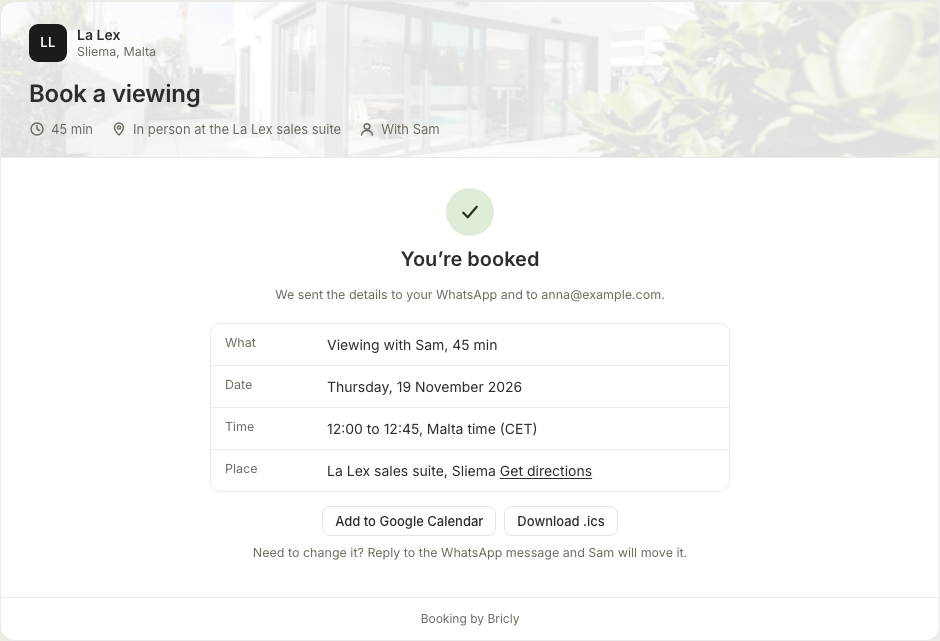 LL
La Lex
Sliema, Malta
Book a viewing
45 min
In person at the La Lex sales suite
With Sam
You’re booked
We sent the details to your WhatsApp and to anna@example.com.
What
Viewing with Sam, 45 min
Date
Thursday, 19 November 2026
Time
12:00 to 12:45, Malta time (CET)
Place
La Lex sales suite, Sliema Get directions
Add to Google Calendar
Download .ics
Need to change it? Reply to the WhatsApp message and Sam will move it.
Booking by Bricly